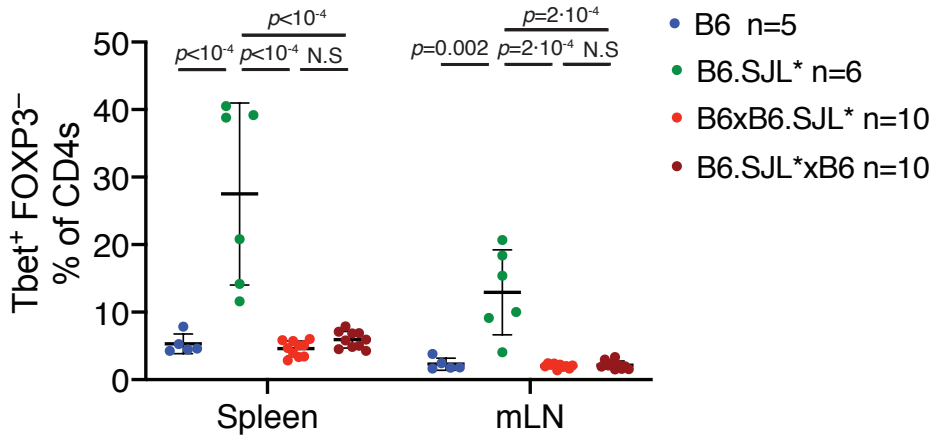 p<10⁻⁴
p=2·10⁻⁴
p<10⁻⁴ p<10⁻⁴ N.S
p=0.002 p=2·10⁻⁴ N.S
Tbet⁺ FOXP3⁻
% of CD4s
50
40
30
20
10
0
Spleen
mLN
B6 n=5
B6.SJL* n=6
B6xB6.SJL* n=10
B6.SJL*xB6 n=10